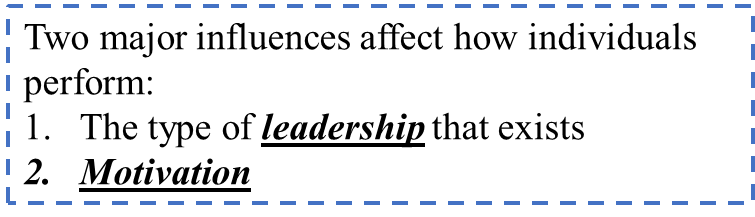 Two major influences affect how individuals
perform:
1. The type of leadership that exists
2. Motivation